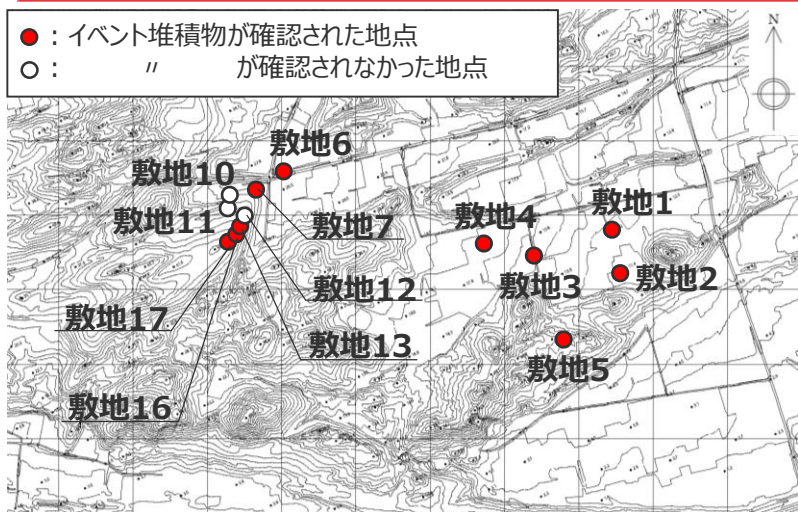 ● : イベント堆積物が確認された地点
○ : 〃 が確認されなかった地点
N
敷地6
敷地10
敷地11
敷地7
敷地4
敷地1
敷地12
敷地3
敷地2
敷地17
敷地13
敷地5
敷地16